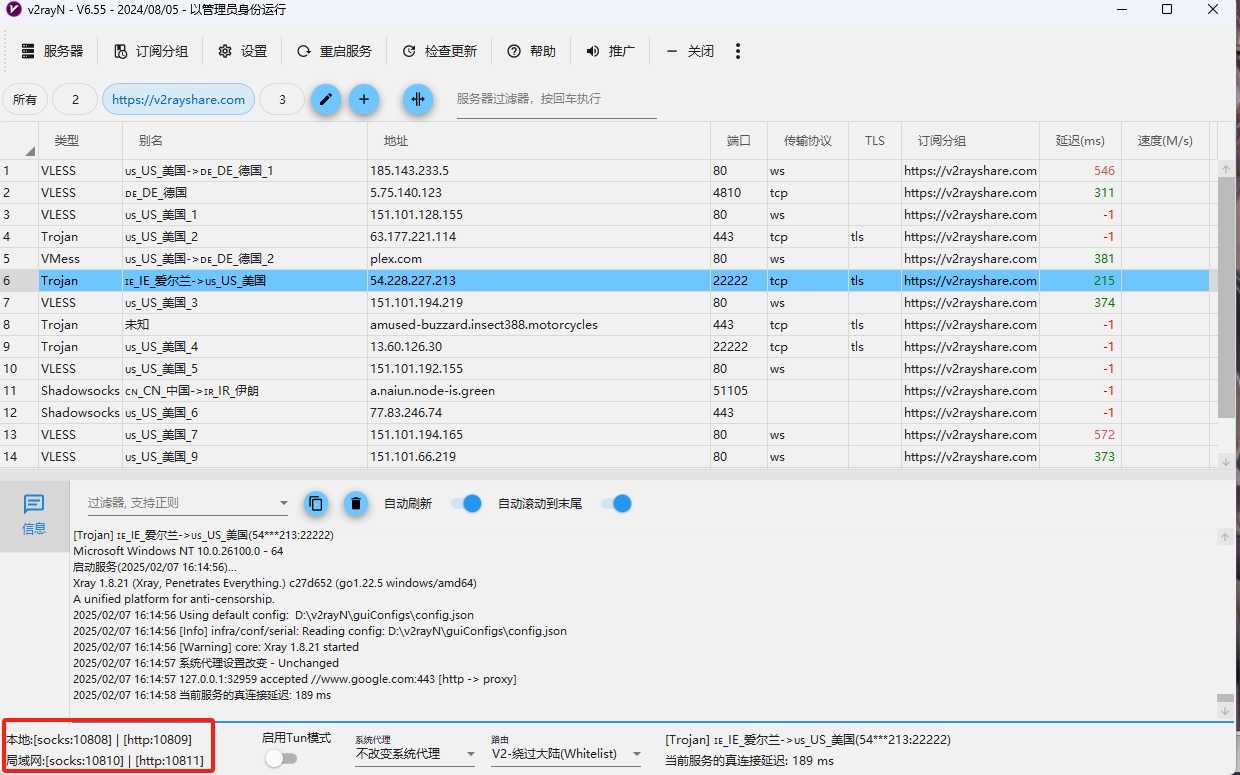 v2rayN - V6.55 - 2024/08/05 - 以管理员身份运行
服务器 订阅分组 设置 重启服务 检查更新 帮助 推广 关闭
所有 2 https://v2rayshare.com 3 服务器过滤器，按回车执行
类型 别名 地址 端口 传输协议 TLS 订阅分组 延迟(ms) 速度(M/s)
1 VLESS us_US_美国->ᴅᴇ_DE_德国_1 185.143.233.5 80 ws https://v2rayshare.com 546
2 VLESS ᴅᴇ_DE_德国 5.75.140.123 4810 tcp https://v2rayshare.com 311
3 VLESS us_US_美国_1 151.101.128.155 80 ws https://v2rayshare.com -1
4 Trojan us_US_美国_2 63.177.221.114 443 tcp tls https://v2rayshare.com -1
5 VMess us_US_美国->ᴅᴇ_DE_德国_2 plex.com 80 ws https://v2rayshare.com 381
6 Trojan ɪᴇ_IE_爱尔兰->us_US_美国 54.228.227.213 22222 tcp tls https://v2rayshare.com 215
7 VLESS us_US_美国_3 151.101.194.219 80 ws https://v2rayshare.com 374
8 Trojan 未知 amused-buzzard.insect388.motorcycles 443 tcp tls https://v2rayshare.com -1
9 Trojan us_US_美国_4 13.60.126.30 22222 tcp tls https://v2rayshare.com -1
10 VLESS us_US_美国_5 151.101.192.155 80 ws https://v2rayshare.com -1
11 Shadowsocks ᴄɴ_CN_中国->ɪʀ_IR_伊朗 a.naiun.node-is.green 51105 https://v2rayshare.com -1
12 Shadowsocks us_US_美国_6 77.83.246.74 443 https://v2rayshare.com -1
13 VLESS us_US_美国_7 151.101.194.165 80 ws https://v2rayshare.com 572
14 VLESS us_US_美国_9 151.101.66.219 80 ws https://v2rayshare.com 373
过滤器, 支持正则 自动刷新 自动滚动到末尾
信息
[Trojan] ɪᴇ_IE_爱尔兰->us_US_美国(54***213:22222)
Microsoft Windows NT 10.0.26100.0 - 64
启动服务(2025/02/07 16:14:56)...
Xray 1.8.21 (Xray, Penetrates Everything.) c27d652 (go1.22.5 windows/amd64)
A unified platform for anti-censorship.
2025/02/07 16:14:56 Using default config:  D:\v2rayN\guiConfigs\config.json
2025/02/07 16:14:56 [Info] infra/conf/serial: Reading config: D:\v2rayN\guiConfigs\config.json
2025/02/07 16:14:56 [Warning] core: Xray 1.8.21 started
2025/02/07 16:14:57 系统代理设置改变 - Unchanged
2025/02/07 16:14:57 127.0.0.1:32959 accepted //www.google.com:443 [http -> proxy]
2025/02/07 16:14:58 当前服务的真连接延迟: 189 ms
本地:[socks:10808] | [http:10809]
局域网:[socks:10810] | [http:10811]
启用Tun模式
系统代理
不改变系统代理
路由
V2-绕过大陆(Whitelist)
[Trojan] ɪᴇ_IE_爱尔兰->us_US_美国(54***213:22222)
当前服务的真连接延迟: 189 ms